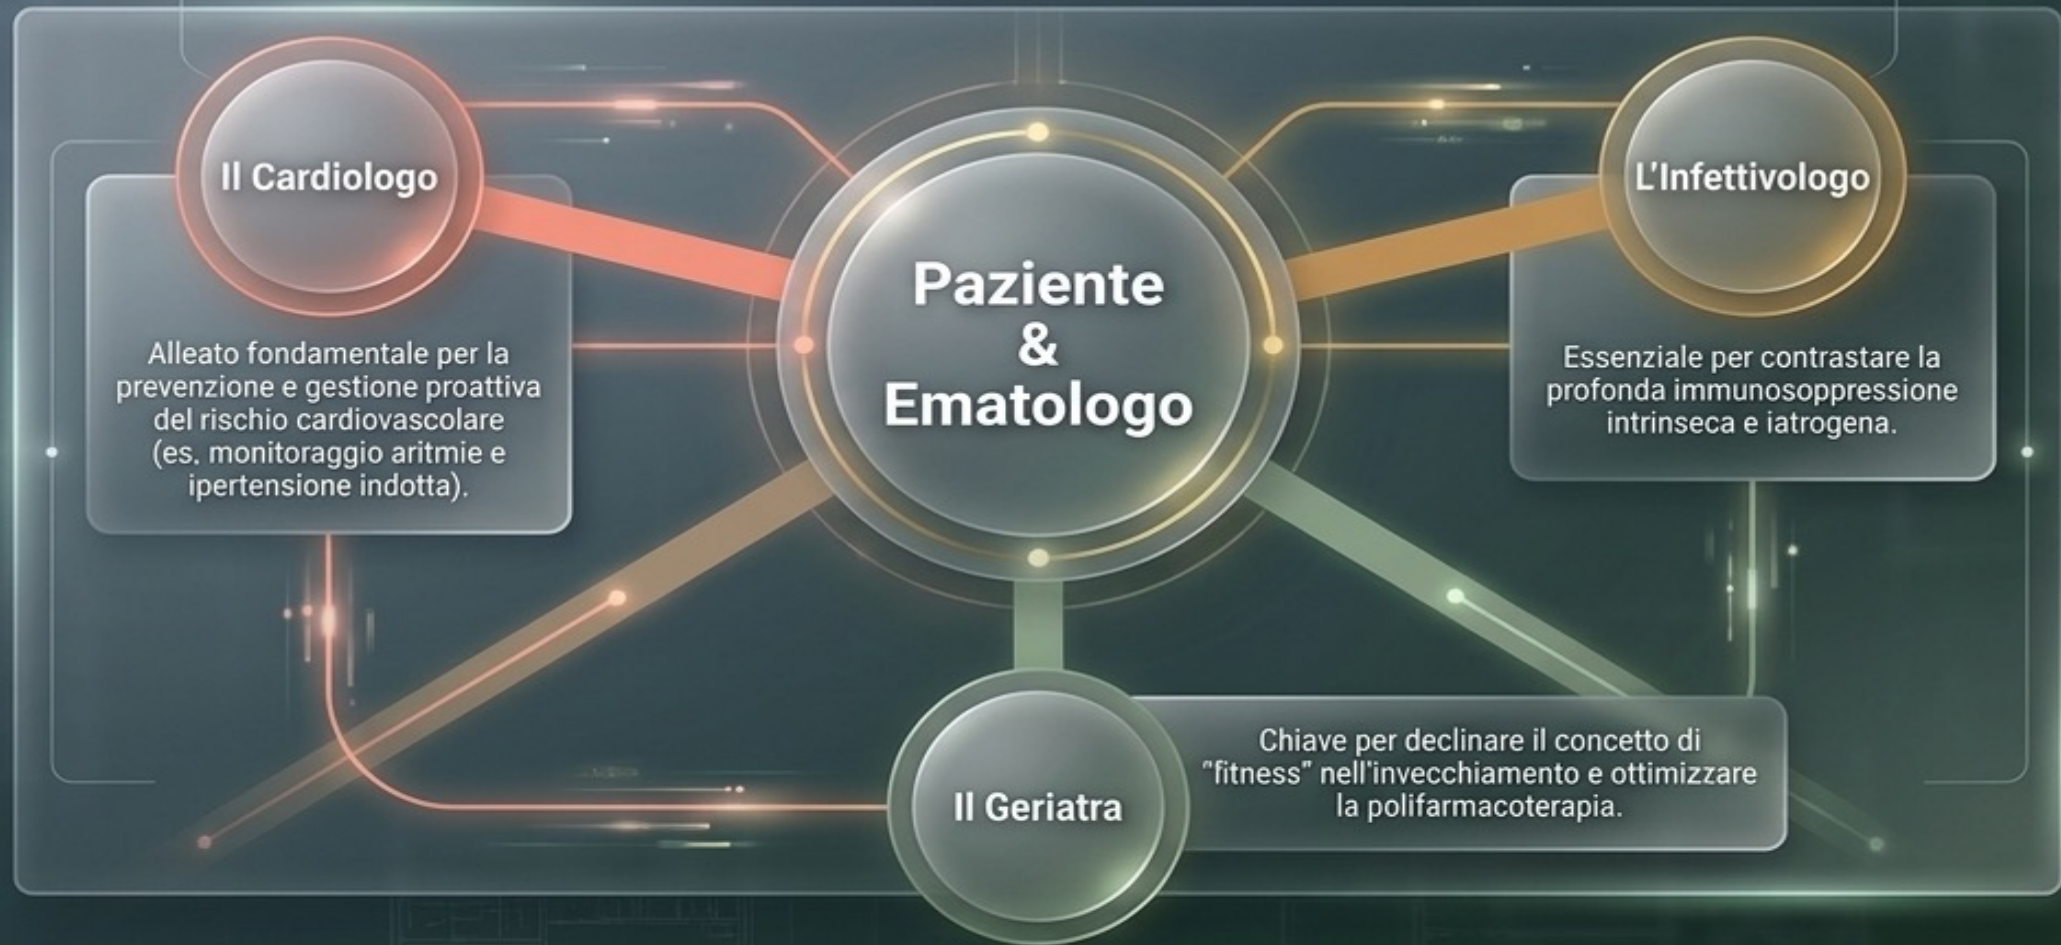 Il Cardiologo
Alleato fondamentale per la
prevenzione e gestione proattiva
del rischio cardiovascolare
(es. monitoraggio aritmie e
ipertensione indotta).
Paziente
&
Ematologo
L'Infettivologo
Essenziale per contrastare la
profonda immunosoppressione
intrinseca e iatrogena.
Il Geriatra
Chiave per declinare il concetto di
"fitness" nell'invecchiamento e ottimizzare
la polifarmacoterapia.